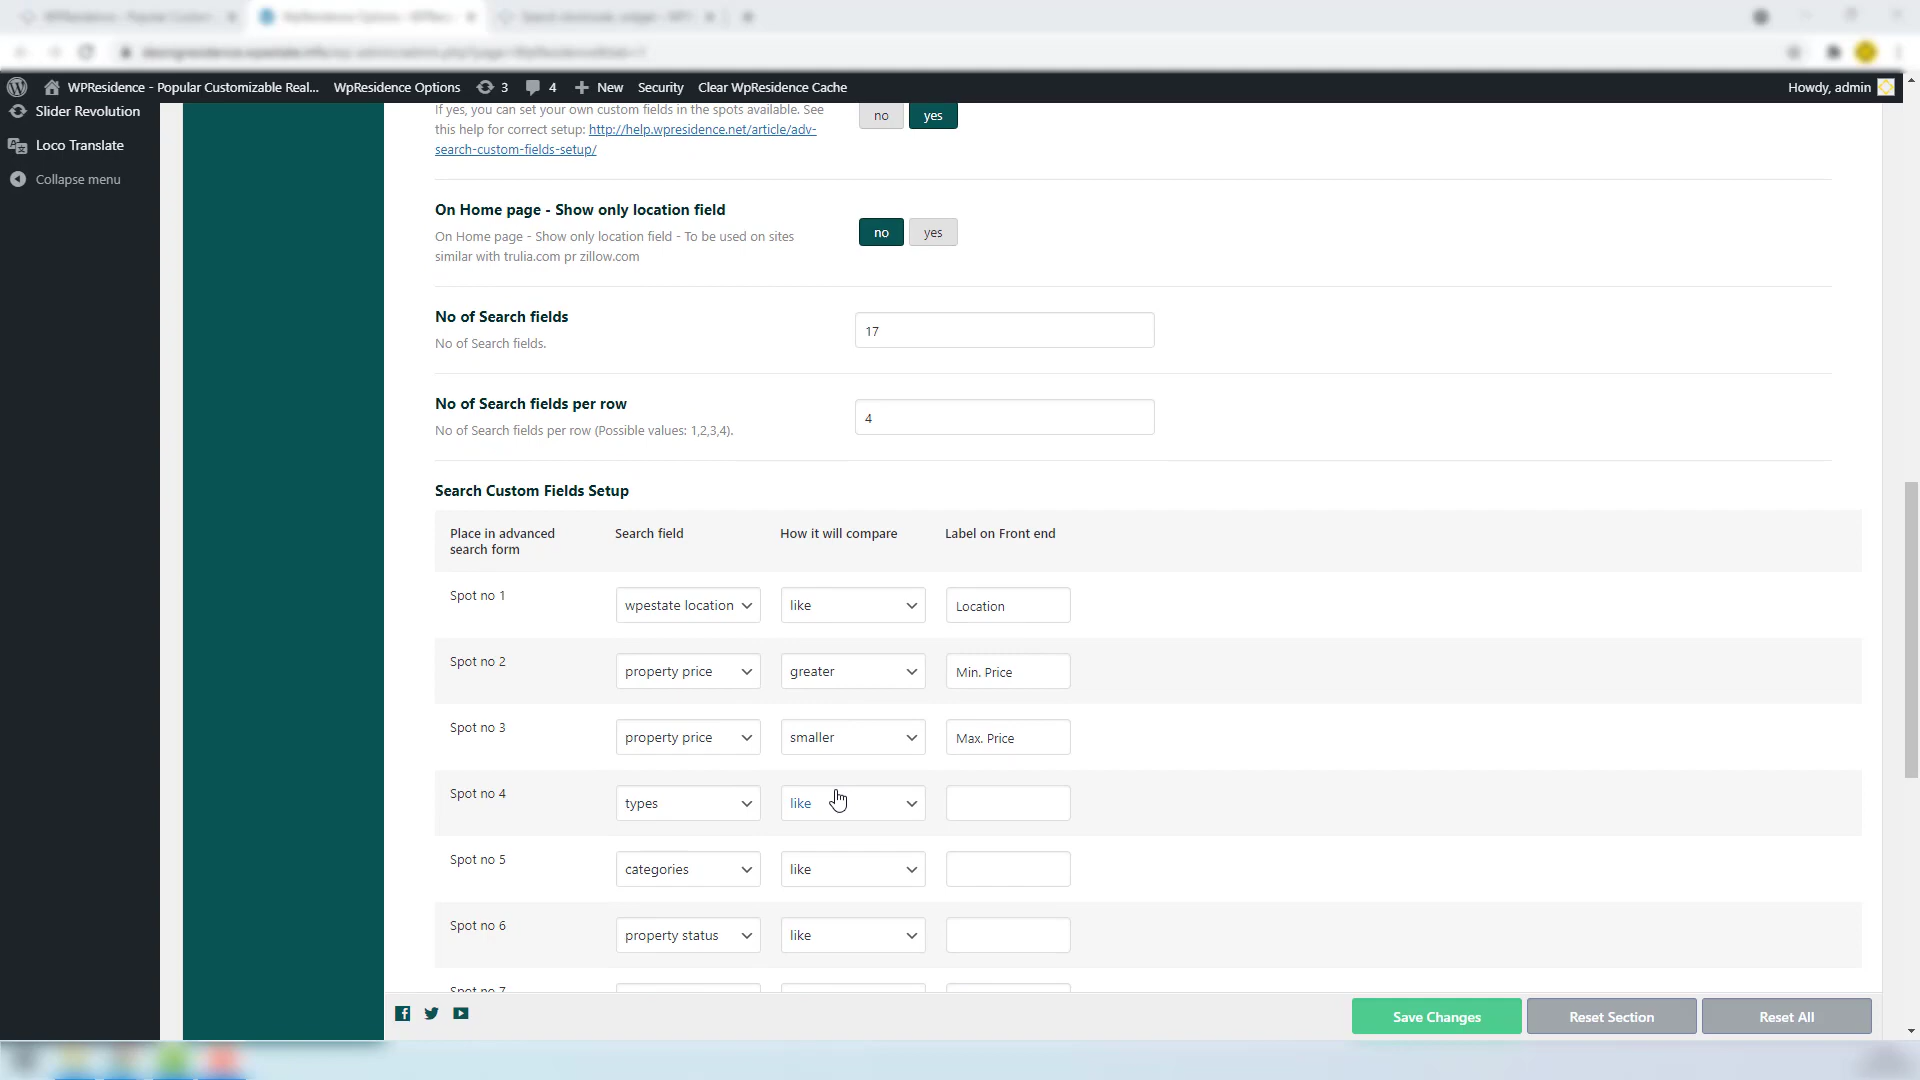 WPResidence - Popular Customizable Real... WpResidence Options 3 4 New Security Clear WpResidence Cache Howdy, admin
Slider Revolution
Loco Translate
Collapse menu
If yes, you can set your own custom fields in the spots available. See
this help for correct setup: http://help.wpresidence.net/article/adv-
search-custom-fields-setup/
no yes
On Home page - Show only location field
On Home page - Show only location field - To be used on sites
similar with trulia.com pr zillow.com
no yes
No of Search fields
No of Search fields.
17
No of Search fields per row
No of Search fields per row (Possible values: 1,2,3,4).
4
Search Custom Fields Setup
Place in advanced
search form
Search field How it will compare Label on Front end
Spot no 1 wpestate location like Location
Spot no 2 property price greater Min. Price
Spot no 3 property price smaller Max. Price
Spot no 4 types like
Spot no 5 categories like
Spot no 6 property status like
Spot no 7
Save Changes Reset Section Reset All